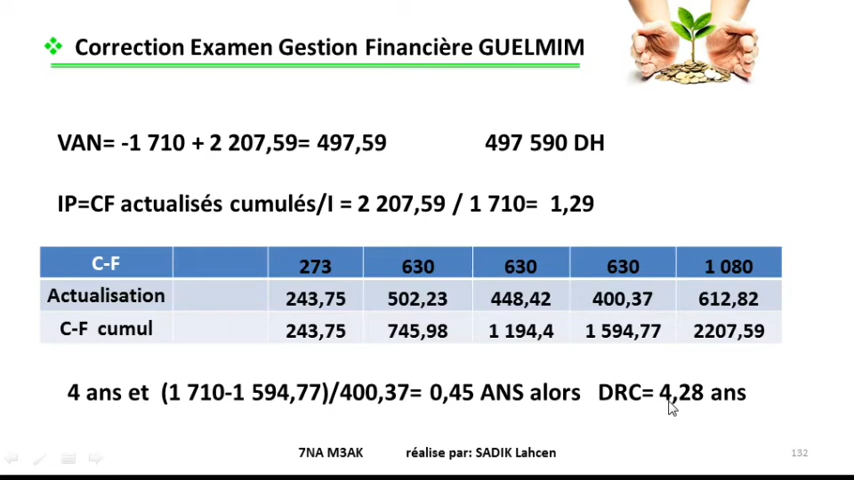 Correction Examen Gestion Financière GUELMIM
VAN= -1 710 + 2 207,59= 497,59 497 590 DH
IP=CF actualisés cumulés/I = 2 207,59 / 1 710= 1,29
C-F 273 630 630 630 1 080
Actualisation 243,75 502,23 448,42 400,37 612,82
C-F cumul 243,75 745,98 1 194,4 1 594,77 2207,59
4 ans et (1 710-1 594,77)/400,37= 0,45 ANS alors DRC= 4,28 ans
7NA M3AK réalise par: SADIK Lahcen 132